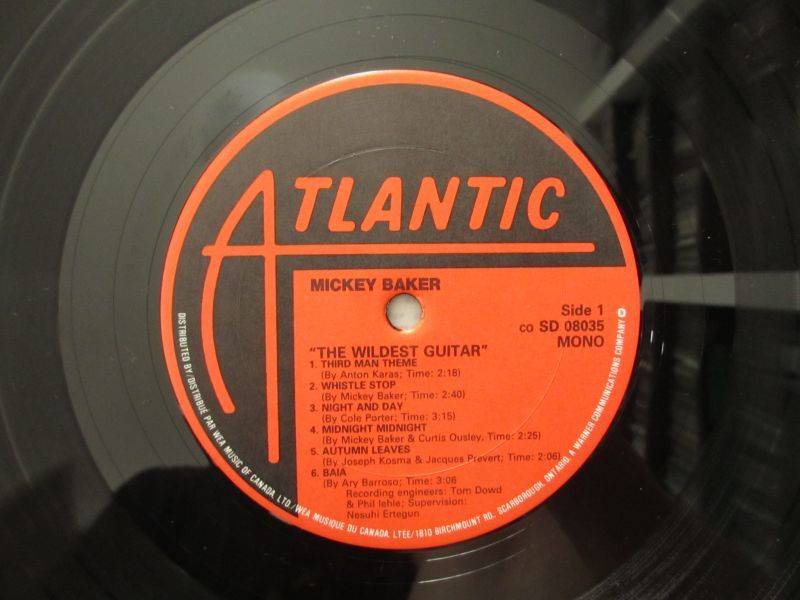 ATLANTIC
MICKEY BAKER
Side 1
co SD 08035
MONO
"THE WILDEST GUITAR"
1. THIRD MAN THEME
(By Anton Karas; Time: 2:18)
2. WHISTLE STOP
(By Mickey Baker; Time: 2:40)
3. NIGHT AND DAY
(By Cole Porter; Time: 3:15)
4. MIDNIGHT MIDNIGHT
(By Mickey Baker & Curtis Ousley, Time: 2:25)
5. AUTUMN LEAVES
(By Joseph Kosma & Jacques Prevert; Time: 2:06)
6. BAIA
(By Ary Barroso; Time: 3:06
Recording engineers: Tom Dowd
& Phil Iehle; Supervision:
Nesuhi Ertegun
DISTRIBUTED BY/DISTRIBUE PAR WEA MUSIC OF CANADA, LTD./WEA MUSIQUE DU CANADA, LTÉE/1810 BIRCHMOUNT RD., SCARBOROUGH, ONTARIO, A WARNER COMMUNICATIONS COMPANY